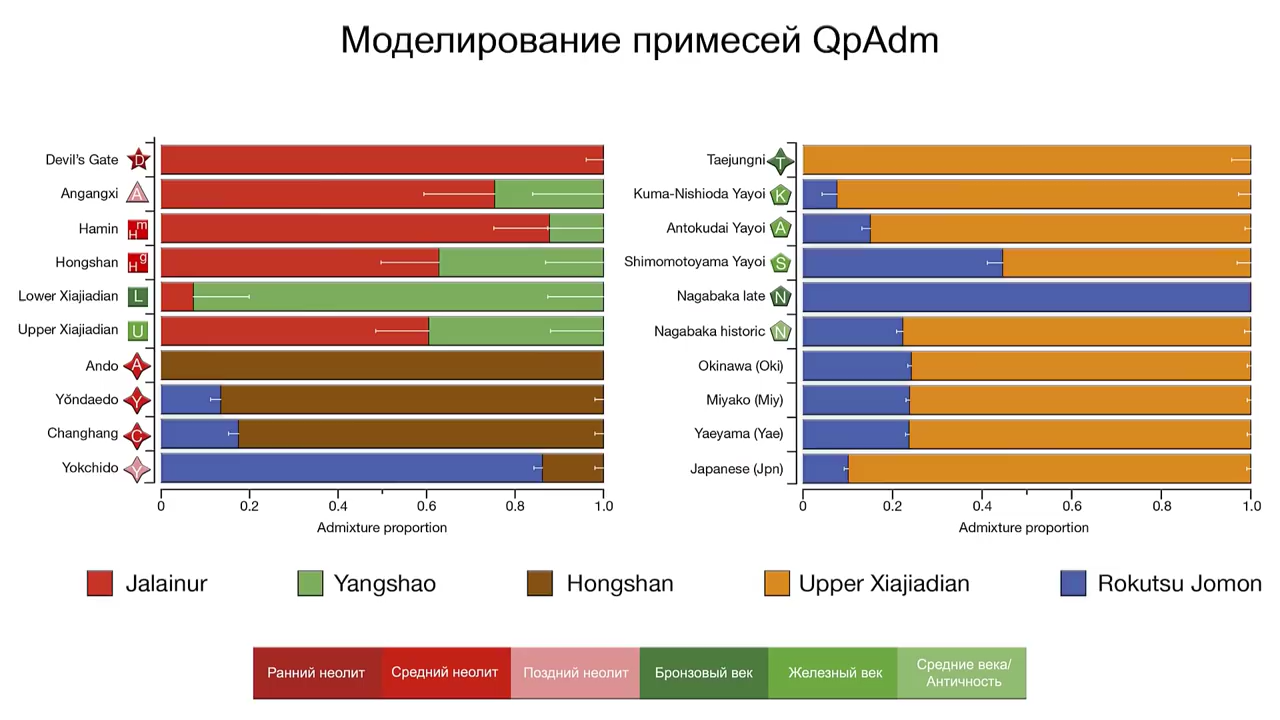 Моделирование примесей QpAdm
Devil's Gate D
Angangxi A
Hamin Hm
Hongshan Hg
Lower Xiajiadian L
Upper Xiajiadian U
Ando A
Yŏndaedo Y
Changhang C
Yokchido Y
0 0.2 0.4 0.6 0.8 1.0
Admixture proportion
Taejungni T
Kuma-Nishioda Yayoi K
Antokudai Yayoi A
Shimomotoyama Yayoi S
Nagabaka late N
Nagabaka historic N
Okinawa (Oki)
Miyako (Miy)
Yaeyama (Yae)
Japanese (Jpn)
0 0.2 0.4 0.6 0.8 1.0
Admixture proportion
Jalainur Yangshao Hongshan Upper Xiajiadian Rokutsu Jomon
Ранний неолит
Средний неолит
Поздний неолит
Бронзовый век
Железный век
Средние века/
Античность